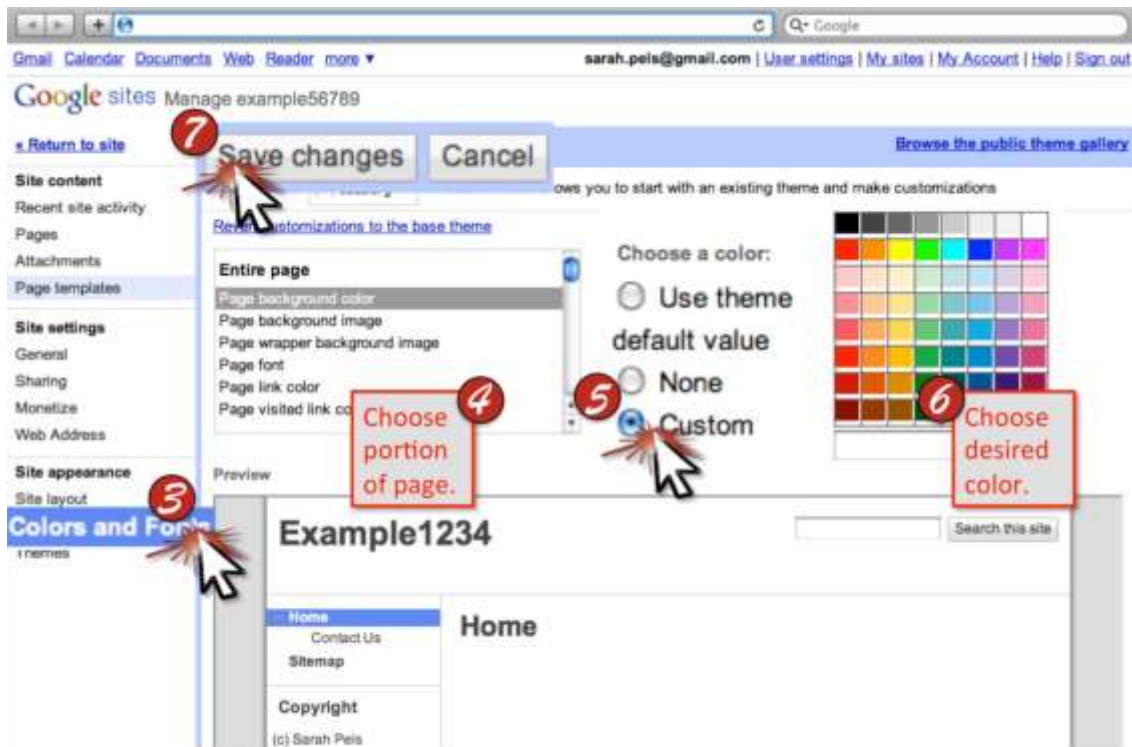 Google
Gmail Calendar Documents Web Reader more ▼
sarah.pels@gmail.com | User settings | My sites | My Account | Help | Sign out
Google sites Manage example56789
« Return to site
7
Save changes Cancel
Browse the public theme gallery
ows you to start with an existing theme and make customizations
customizations to the base theme
Site content
Recent site activity
Pages
Attachments
Page templates
Site settings
General
Sharing
Monetize
Web Address
Site appearance
Site layout
3
Colors and Fonts
Themes
Entire page
Page background color
Page background image
Page wrapper background image
Page font
Page link color
Page visited link co
4
Choose
portion
of page.
Choose a color:
Use theme
default value
None
5
Custom
6
Choose
desired
color.
Preview
Example1234
Search this site
Home
Contact Us
Sitemap
Copyright
(c) Sarah Pels
Home